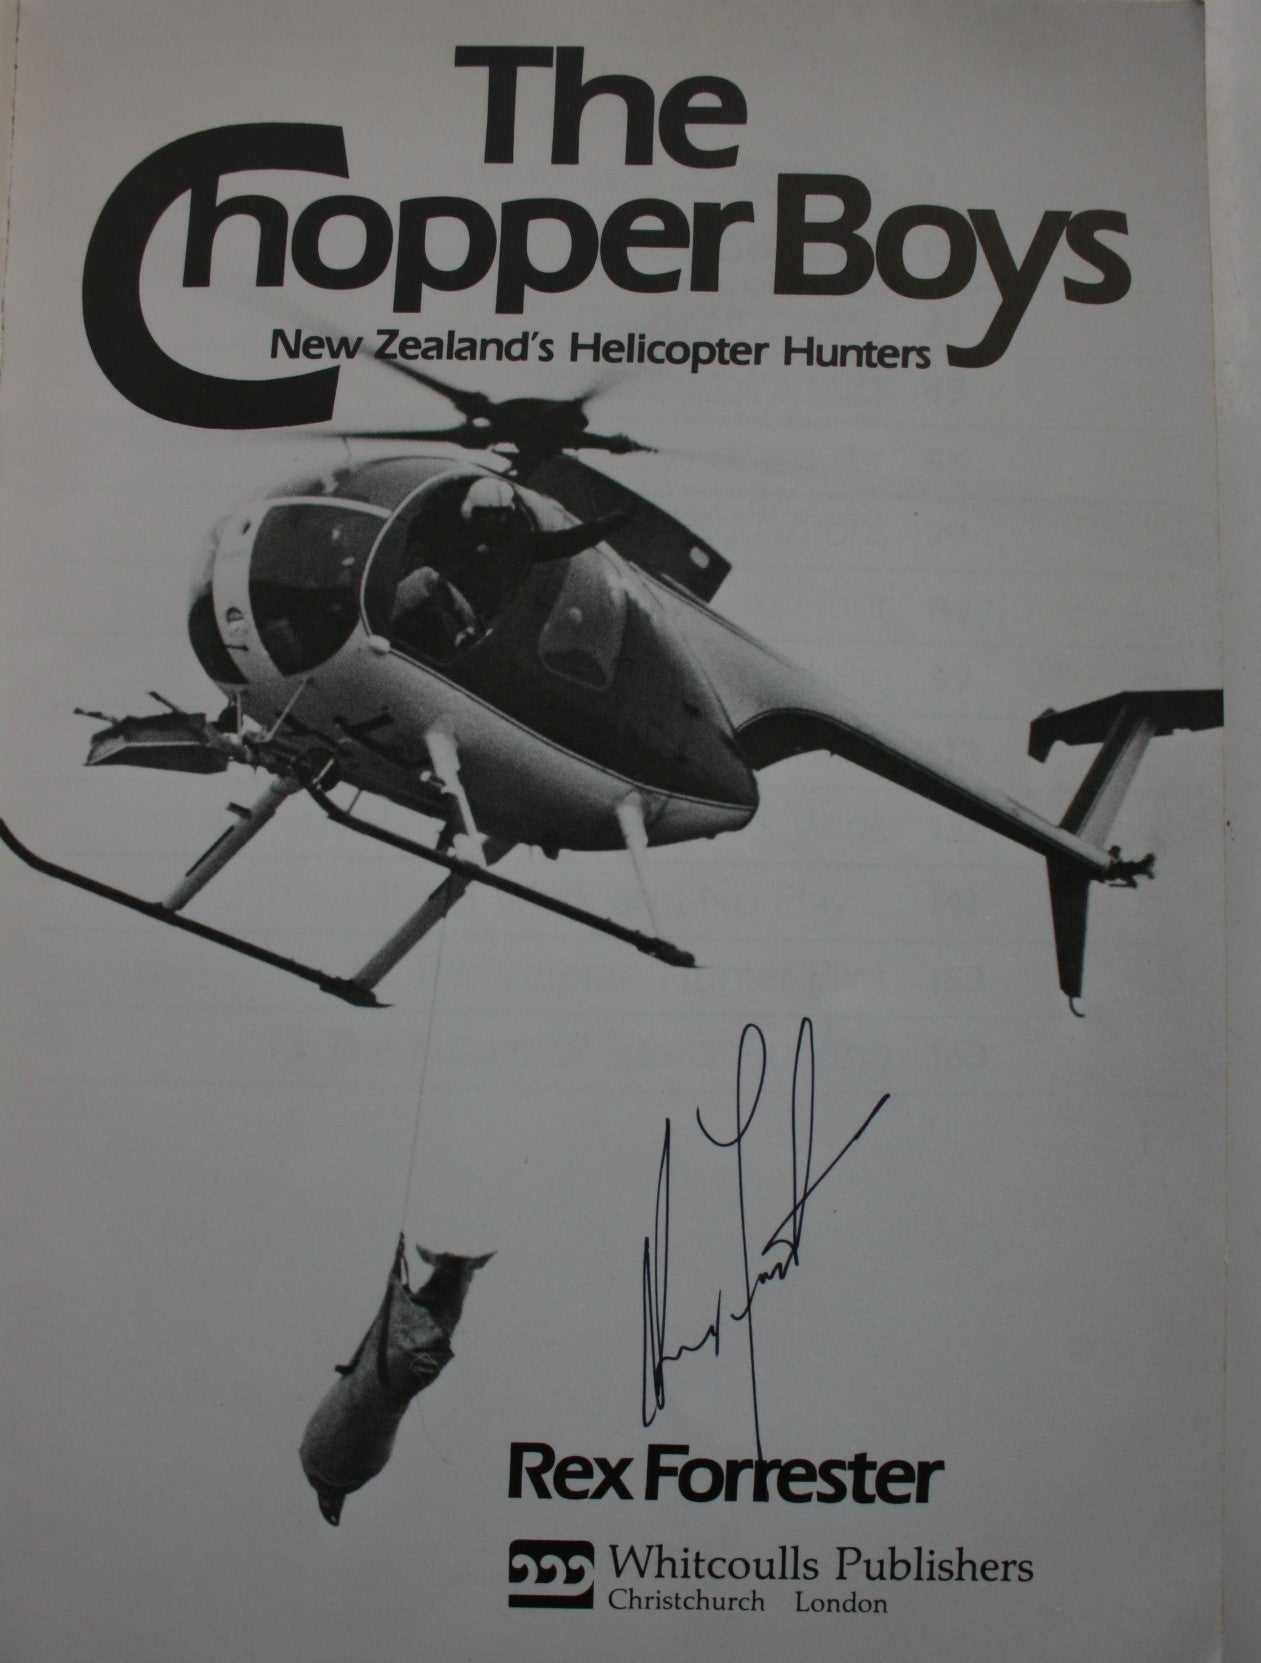 The
Chopper Boys
New Zealand's Helicopter Hunters
Rex Forrester
Whitcoulls Publishers
Christchurch London